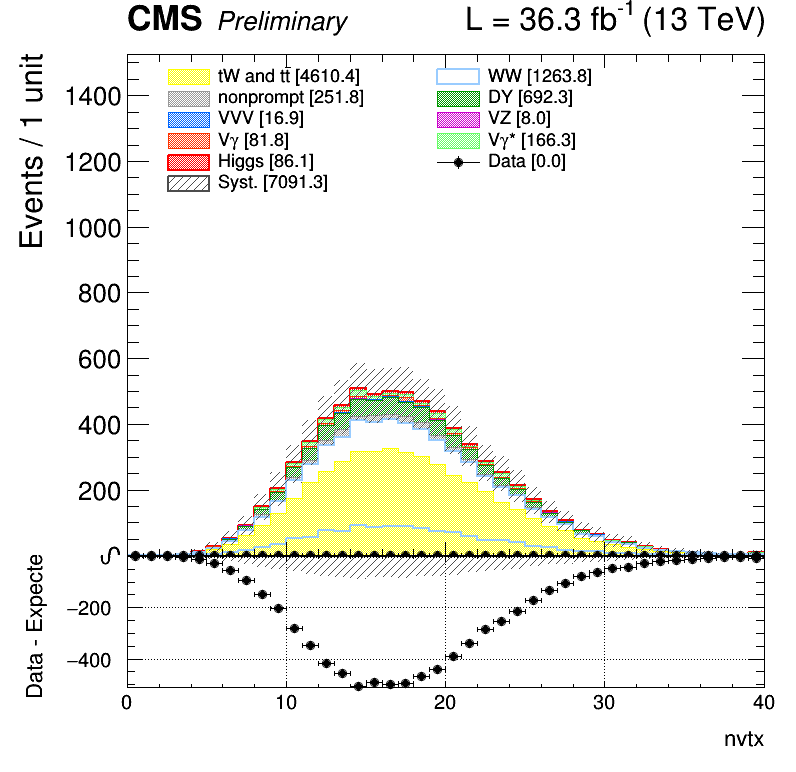 CMS Preliminary L = 36.3 fb⁻¹ (13 TeV)
Events / 1 unit
1400
1200
1000
800
600
400
200
0
tW and tt̄ [4610.4]
nonprompt [251.8]
VVV [16.9]
Vγ [81.8]
Higgs [86.1]
Syst. [7091.3]
WW [1263.8]
DY [692.3]
VZ [8.0]
Vγ* [166.3]
Data [0.0]
Data - Expecte
−200
−400
0 10 20 30 40
nvtx